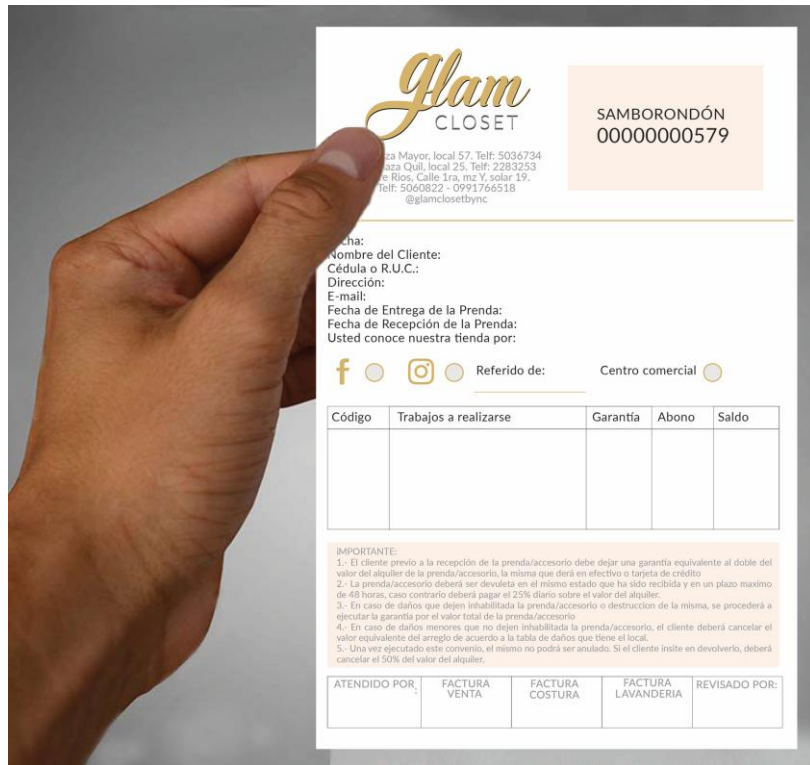 glam
CLOSET
SAMBORONDÓN
00000000579
Mayor, local 57. Telf: 5036734
Quil, local 25. Telf: 2283253
Rios, Calle 1ra, mz Y, solar 19.
Telf: 5060822 - 0991766518
@glamclosetbync
Nombre del Cliente:
Cédula o R.U.C.:
Dirección:
E-mail:
Fecha de Entrega de la Prenda:
Fecha de Recepción de la Prenda:
Usted conoce nuestra tienda por:
f Referido de: Centro comercial
Código Trabajos a realizarse Garantía Abono Saldo
iMPORTANTE:
1.- El cliente previo a la recepción de la prenda/accesorio debe dejar una garantía equivalente al doble del
valor del alquiler de la prenda/accesorio, la misma que derá en efectivo o tarjeta de crédito
2.- La prenda/accesorio deberá ser devuleta en el mismo estado que ha sido recibida y en un plazo maximo
de 48 horas, caso contrario deberá pagar el 25% diario sobre el valor del alquiler.
3.- En caso de daños que dejen inhabilitada la prenda/accesorio o destruccion de la misma, se procederá a
ejecutar la garantía por el valor total de la prenda/accesorio
4.- En caso de daños menores que no dejen inhabilitada la prenda/accesorio, el cliente deberá cancelar el
valor equivalente del arreglo de acuerdo a la tabla de daños que tiene el local.
5.- Una vez ejecutado este convenio, el mismo no podrá ser anulado. Si el cliente insite en devolverlo, deberá
cancelar el 50% del valor del alquiler.
ATENDIDO POR : FACTURA VENTA FACTURA COSTURA FACTURA LAVANDERIA REVISADO POR: